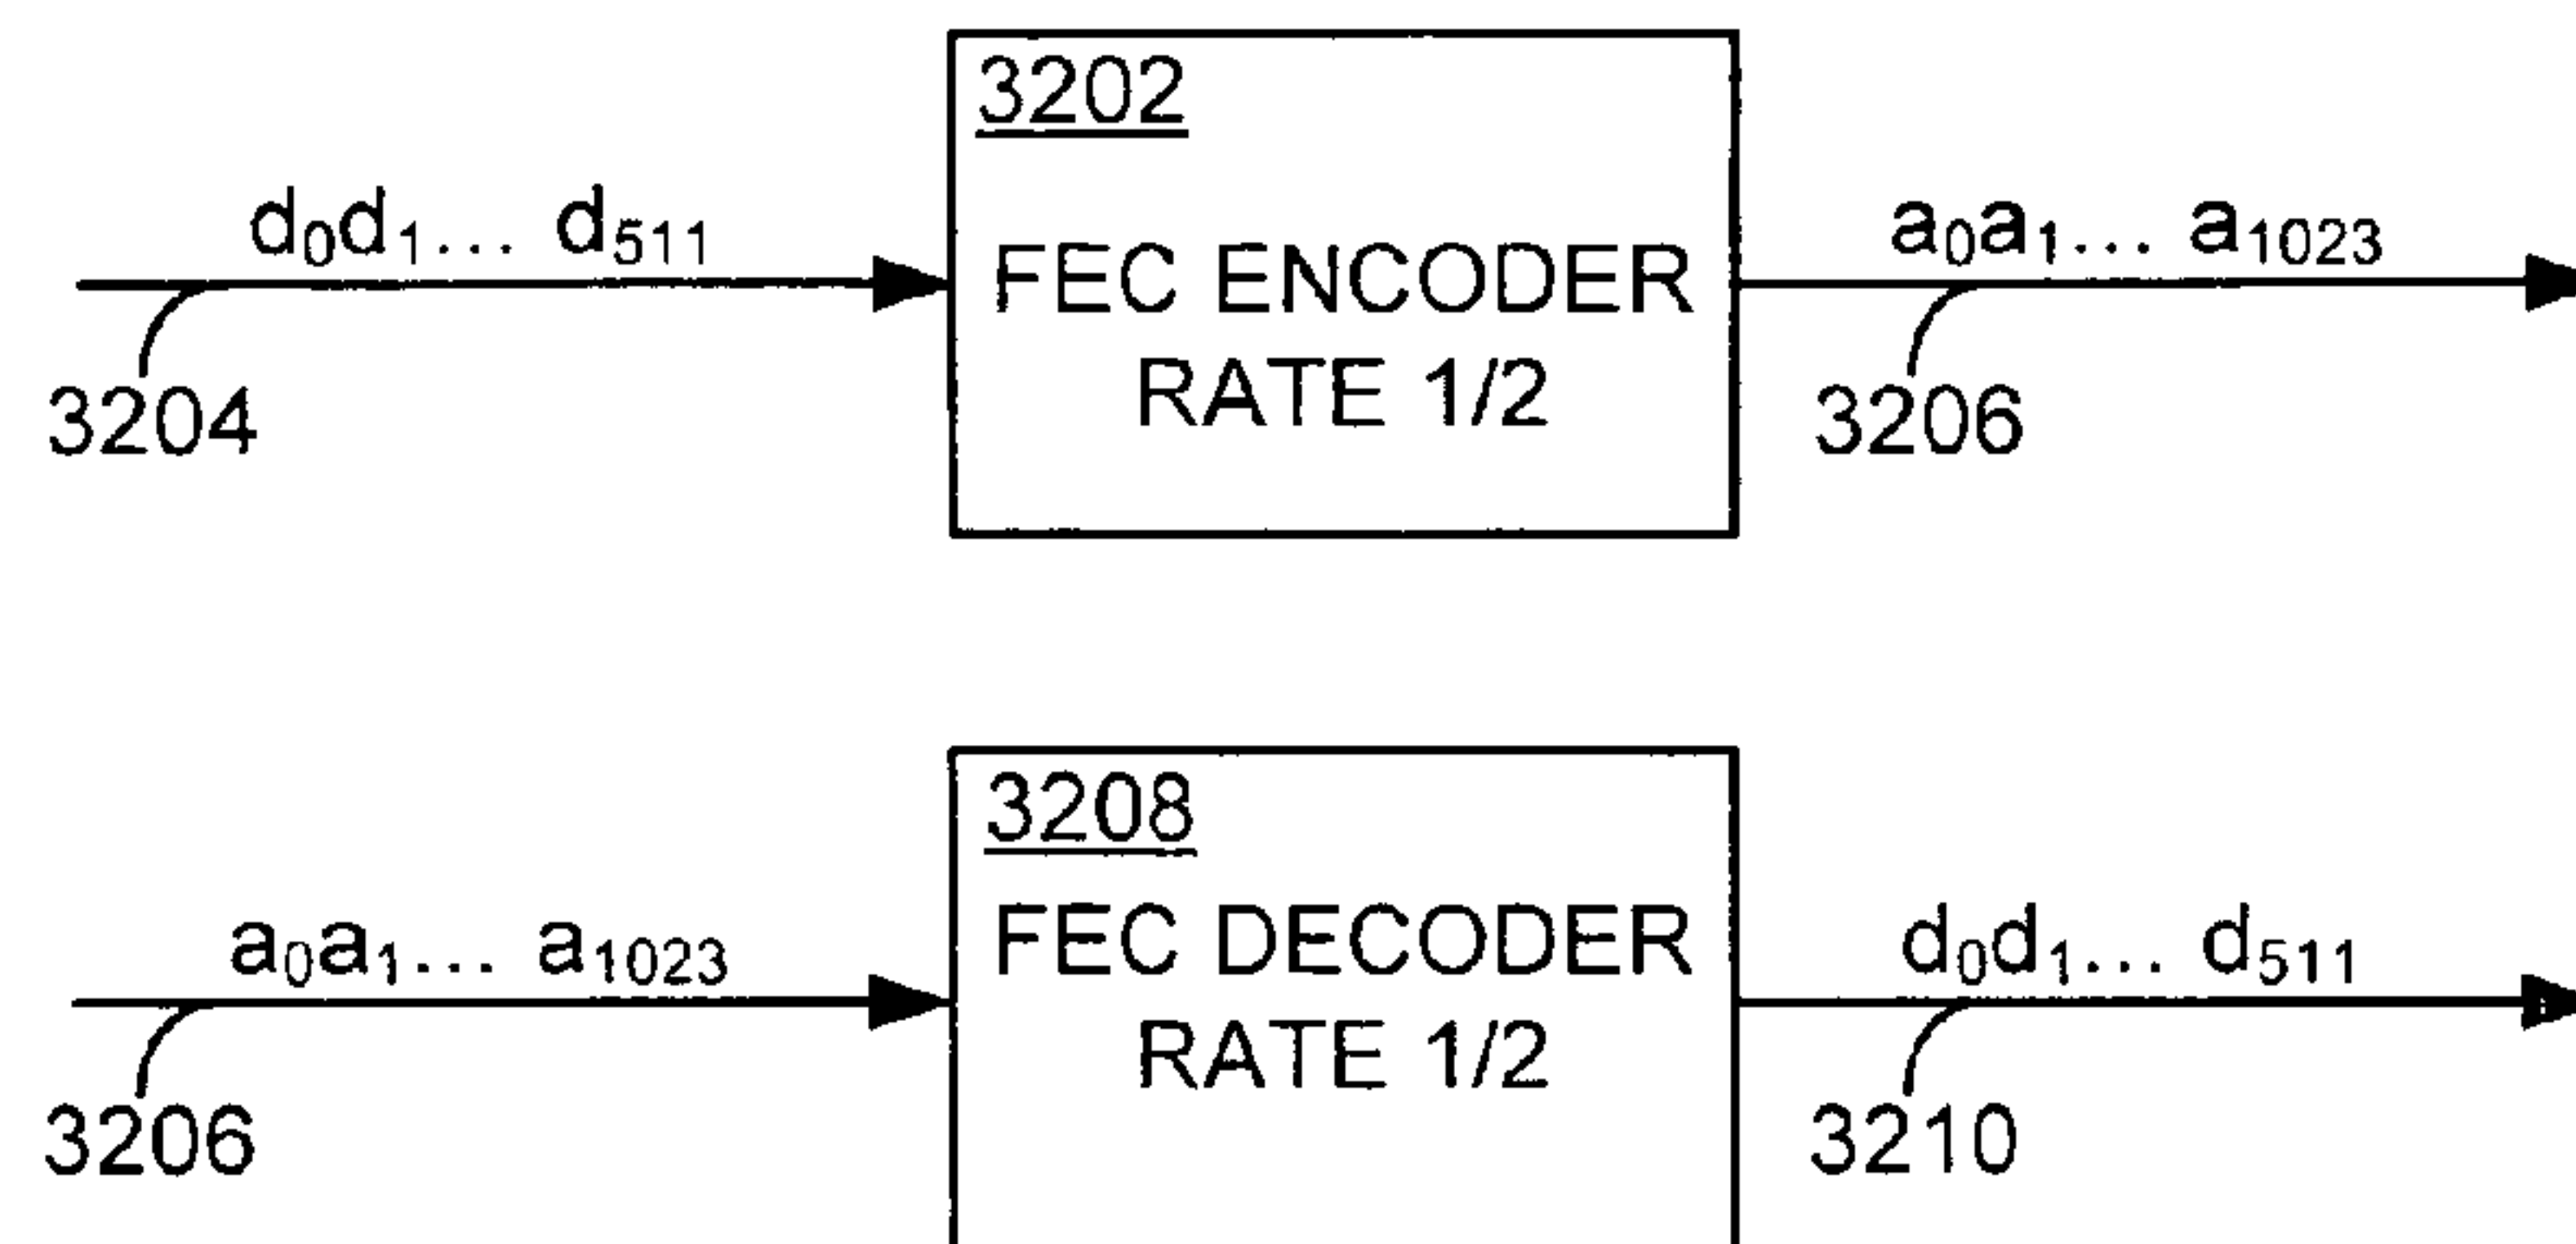 3202
d₀d₁... d₅₁₁
a₀a₁... a₁₀₂₃
FEC ENCODER
RATE 1/2
3204
3206
3208
a₀a₁... a₁₀₂₃
d₀d₁... d₅₁₁
FEC DECODER
RATE 1/2
3206
3210